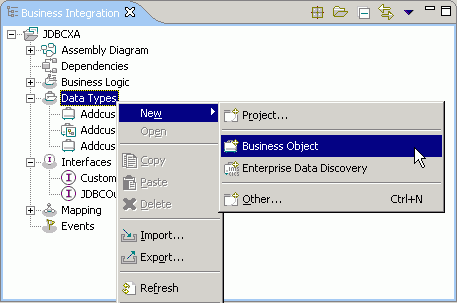 Business Integration
JDBCXA
Assembly Diagram
Dependencies
Business Logic
Data Types
Addcus
Addcus
Addcus
Interfaces
Custom
JDBCOu
Mapping
Events
New
Open
Copy
Paste
Delete
Import...
Export...
Refresh
Project...
Business Object
Enterprise Data Discovery
Other... Ctrl+N